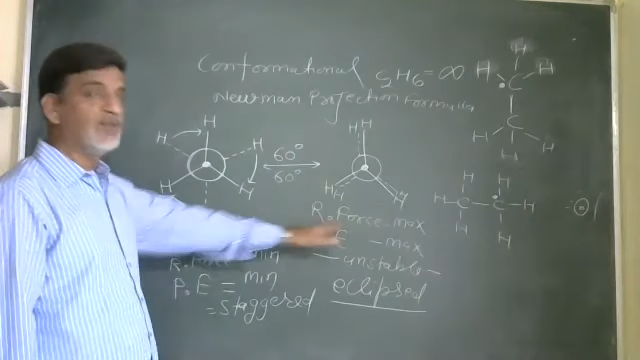 Conformational C2H6 = ∞
Newman Projection Formula
H
H H
C
C
H H
H
H
H H
H H
60°
60°
H H
H H
H H
H H
H C C H
H H
R. Force - max
E - max
unstable
eclipsed
R. Force min
P.E = min
= Staggered